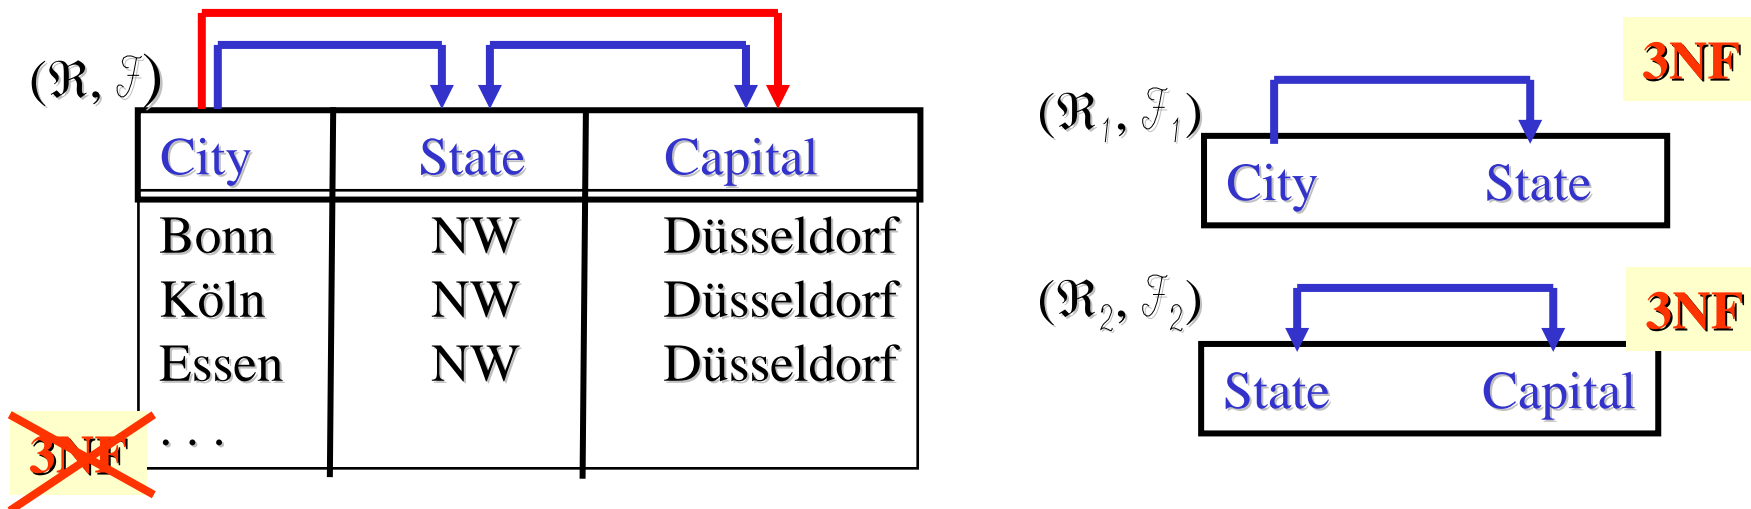 (ℜ, ℱ)
City State Capital
Bonn NW Düsseldorf
Köln NW Düsseldorf
Essen NW Düsseldorf
. . .
3NF
3NF
(ℜ1, ℱ1)
City State
3NF
(ℜ2, ℱ2)
State Capital